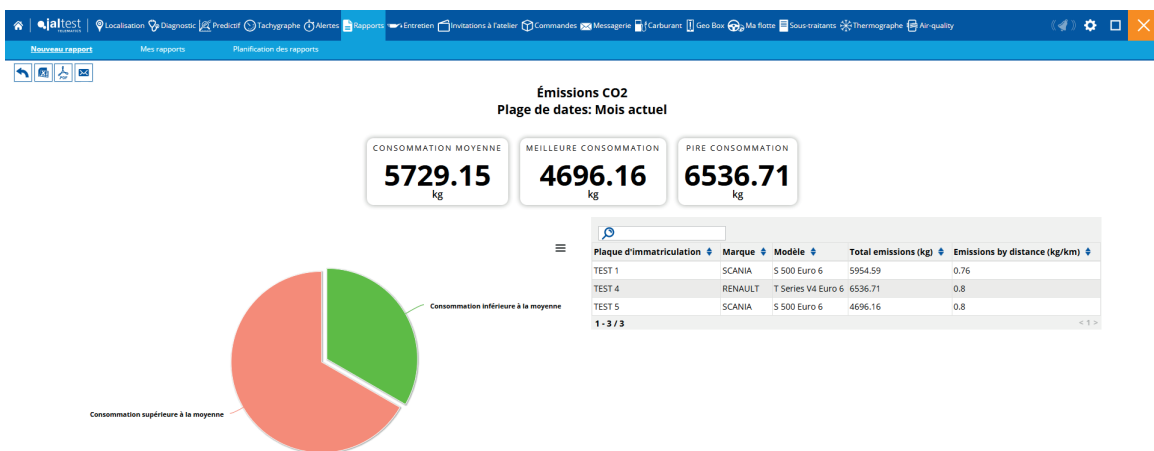 jaltest TELEMATICS Localisation Diagnostic Predictif Tachygraphe Alertes Rapports Entretien Invitations à l'atelier Commandes Messagerie Carburant Geo Box Ma flotte Sous-traitants Thermographe Air-quality
Nouveau rapport Mes rapports Planification des rapports
PDF
Émissions CO2
Plage de dates: Mois actuel
CONSOMMATION MOYENNE MEILLEURE CONSOMMATION PIRE CONSOMMATION
5729.15 4696.16 6536.71
kg kg kg
Plaque d'immatriculation Marque Modèle Total emissions (kg) Emissions by distance (kg/km)
TEST 1 SCANIA S 500 Euro 6 5954.59 0.76
TEST 4 RENAULT T Series V4 Euro 6 6536.71 0.8
TEST 5 SCANIA S 500 Euro 6 4696.16 0.8
1 - 3 / 3 < 1 >
Consommation inférieure à la moyenne
Consommation supérieure à la moyenne